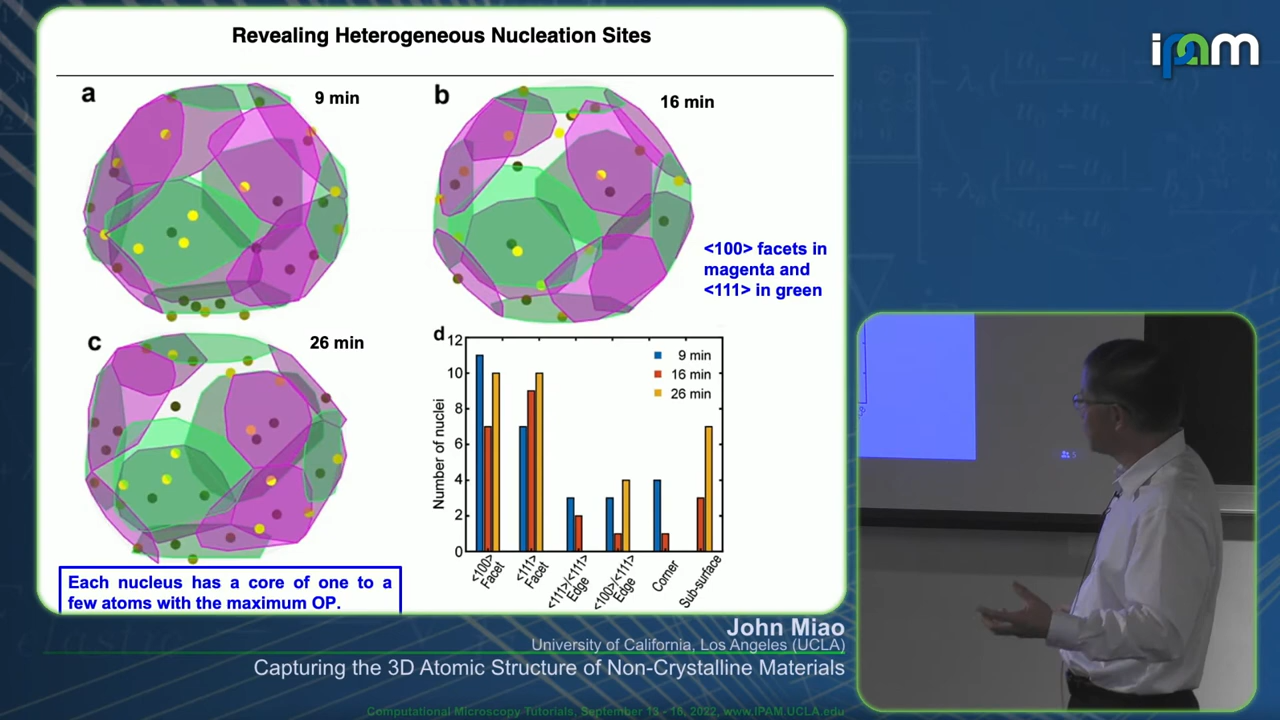 Revealing Heterogeneous Nucleation Sites
ipam
a
9 min
b
16 min
<100> facets in
magenta and
<111> in green
c
26 min
d
12
10
8
6
4
2
0
Number of nuclei
9 min
16 min
26 min
<100>
Facet
<111>
Facet
<111>/<111>
Edge
<100>/<111>
Edge
Corner
Sub-surface
Each nucleus has a core of one to a
few atoms with the maximum OP.
John Miao
University of California, Los Angeles (UCLA)
Capturing the 3D Atomic Structure of Non-Crystalline Materials
Computational Microscopy Tutorials, September 13 - 16, 2022, www.IPAM.UCLA.edu